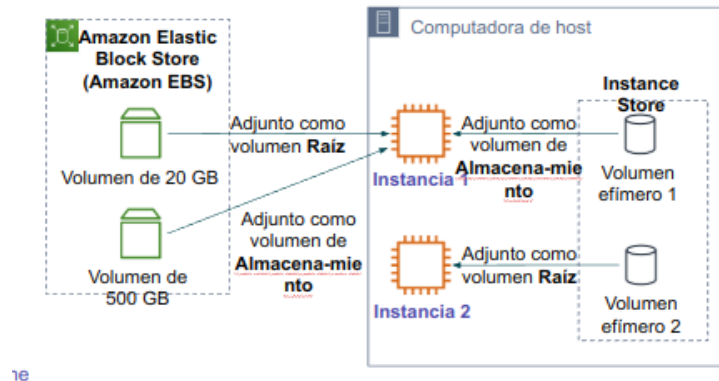 Amazon Elastic
Block Store
(Amazon EBS)
Volumen de 20 GB
Volumen de
500 GB
Adjunto como
volumen Raíz
Adjunto como
volumen de
Almacena-mie
nto
Computadora de host
Instancia 1
Adjunto como
volumen de
Almacena-mie
nto
Instance
Store
Volumen
efímero 1
Instancia 2
Adjunto como
volumen Raíz
Volumen
efímero 2
ne